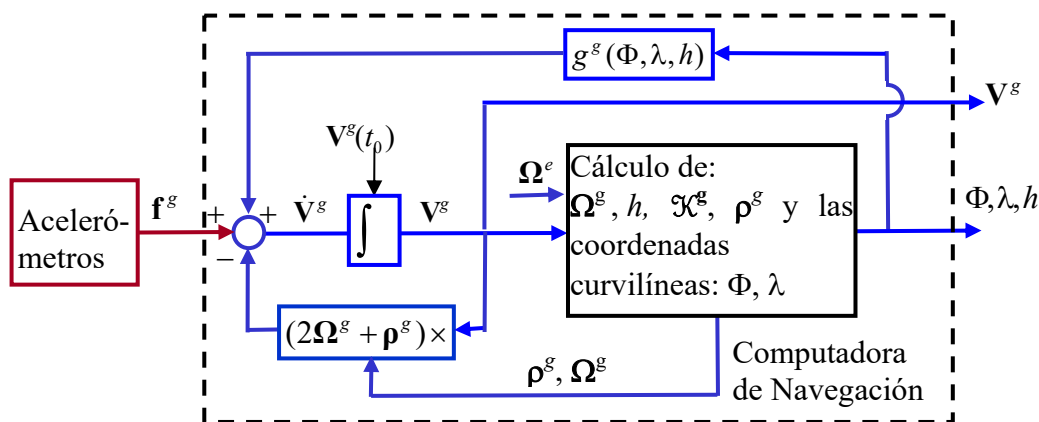 g^g(Φ,λ,h)
V^g
V^g(t_0)
Ω^e
Cálculo de:
Ω^g, h, 𝒦^g, ρ^g y las
coordenadas
curvilíneas: Φ, λ
Φ,λ,h
f^g
+
+
−
V̇^g
∫
V^g
Aceleró-
metros
(2Ω^g + ρ^g)×
ρ^g, Ω^g
Computadora
de Navegación